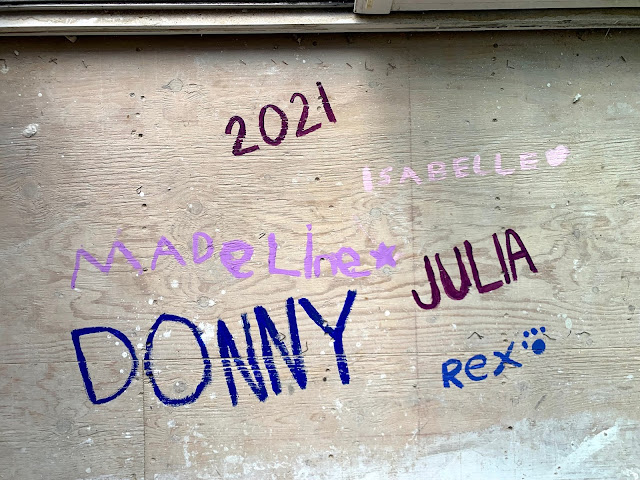 2021
ISABELLE
MADeLine
JULIA
DONNY
Rex